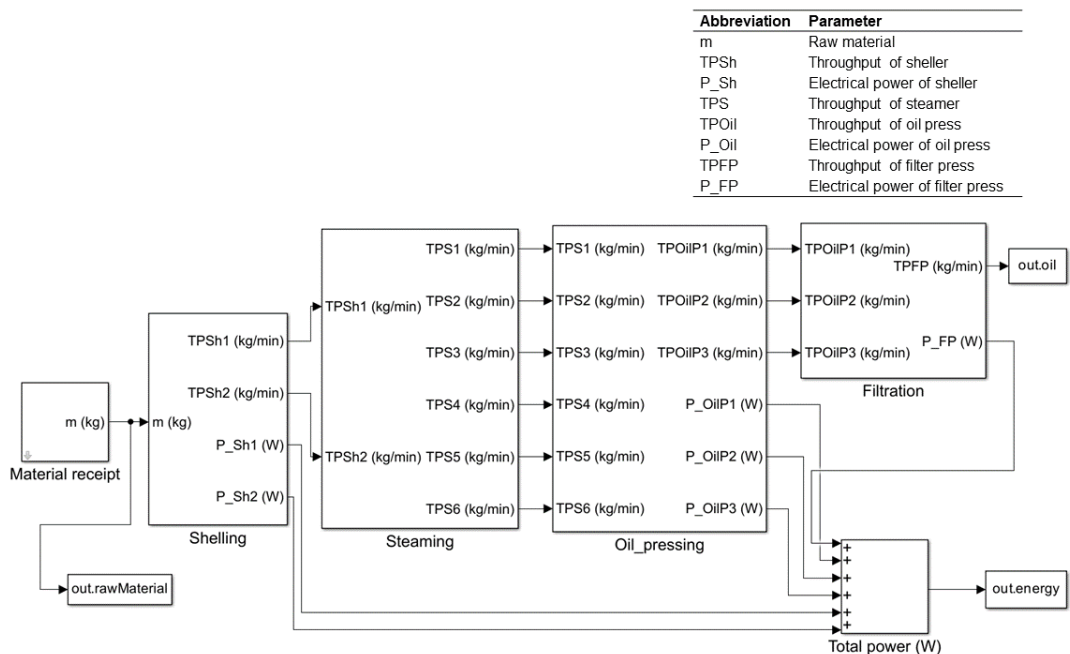 Abbreviation Parameter
m Raw material
TPSh Throughput of sheller
P_Sh Electrical power of sheller
TPS Throughput of steamer
TPOil Throughput of oil press
P_Oil Electrical power of oil press
TPFP Throughput of filter press
P_FP Electrical power of filter press
m (kg)
Material receipt
out.rawMaterial
m (kg)
TPSh1 (kg/min)
TPSh2 (kg/min)
P_Sh1 (W)
P_Sh2 (W)
Shelling
TPSh1 (kg/min)
TPSh2 (kg/min)
TPS1 (kg/min)
TPS2 (kg/min)
TPS3 (kg/min)
TPS4 (kg/min)
TPS5 (kg/min)
TPS6 (kg/min)
Steaming
TPS1 (kg/min)
TPS2 (kg/min)
TPS3 (kg/min)
TPS4 (kg/min)
TPS5 (kg/min)
TPS6 (kg/min)
TPOilP1 (kg/min)
TPOilP2 (kg/min)
TPOilP3 (kg/min)
P_OilP1 (W)
P_OilP2 (W)
P_OilP3 (W)
Oil_pressing
TPOilP1 (kg/min)
TPOilP2 (kg/min)
TPOilP3 (kg/min)
TPFP (kg/min)
P_FP (W)
Filtration
out.oil
+
+
+
+
+
+
Total power (W)
out.energy